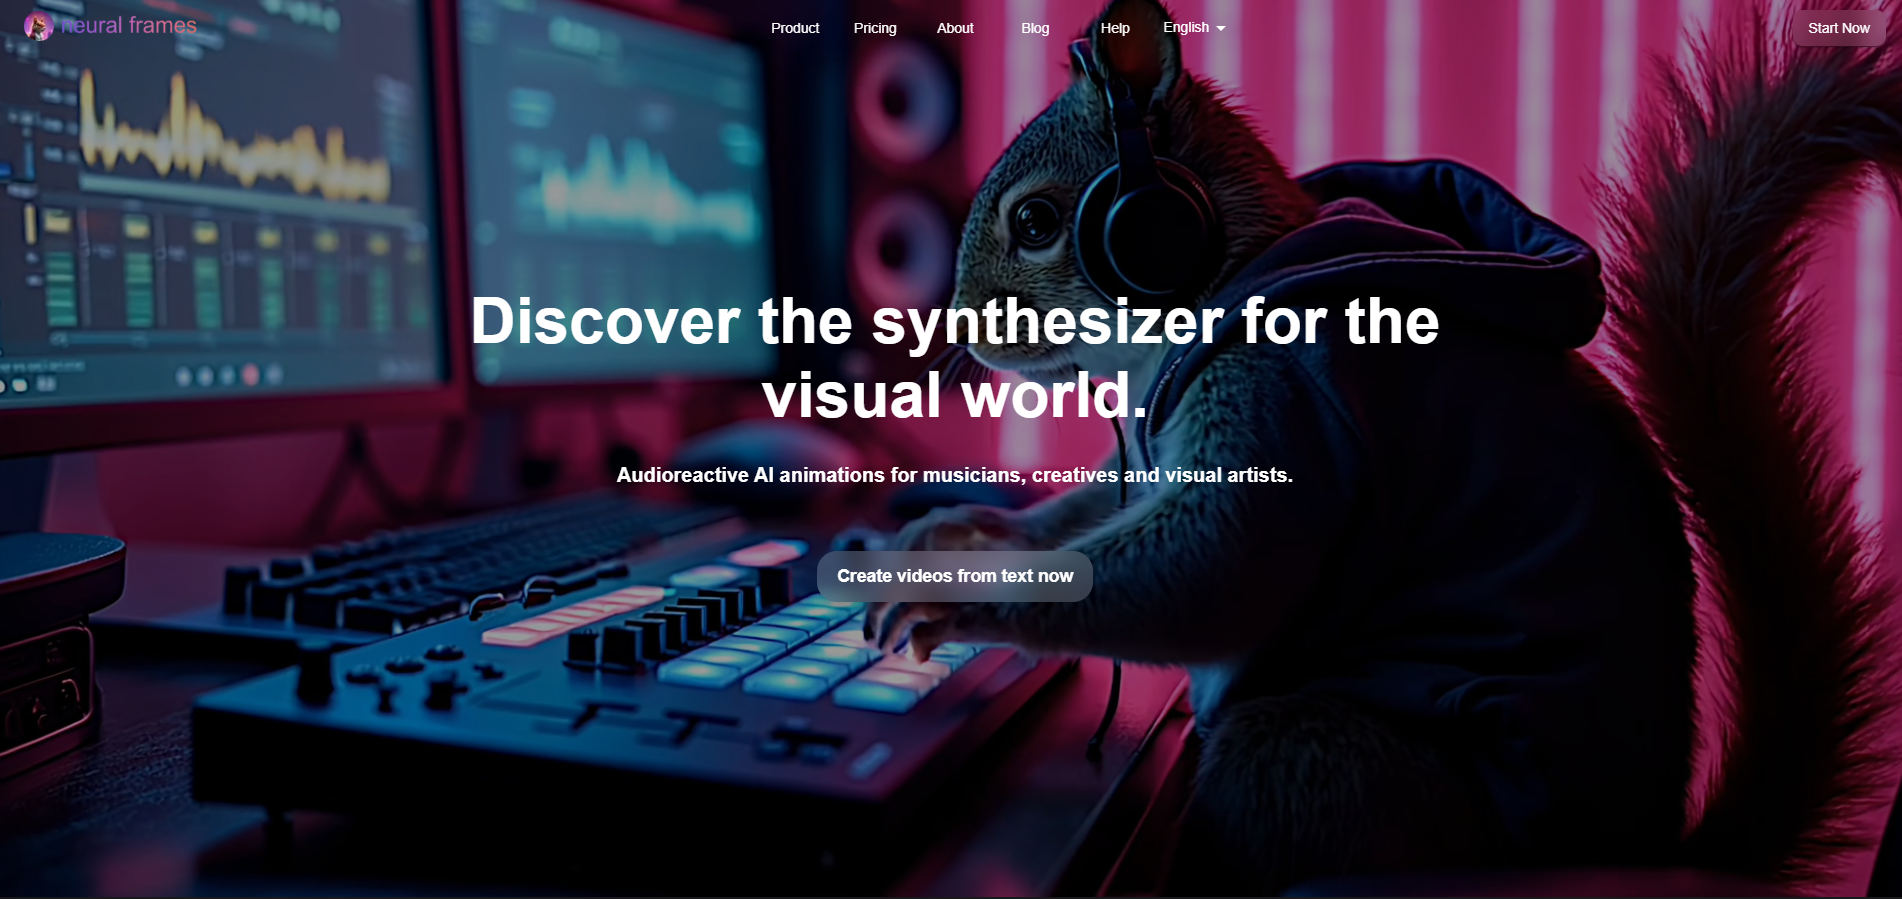 neural frames
Product
Pricing
About
Blog
Help
English
Start Now
Discover the synthesizer for the
visual world.
Audioreactive AI animations for musicians, creatives and visual artists.
Create videos from text now